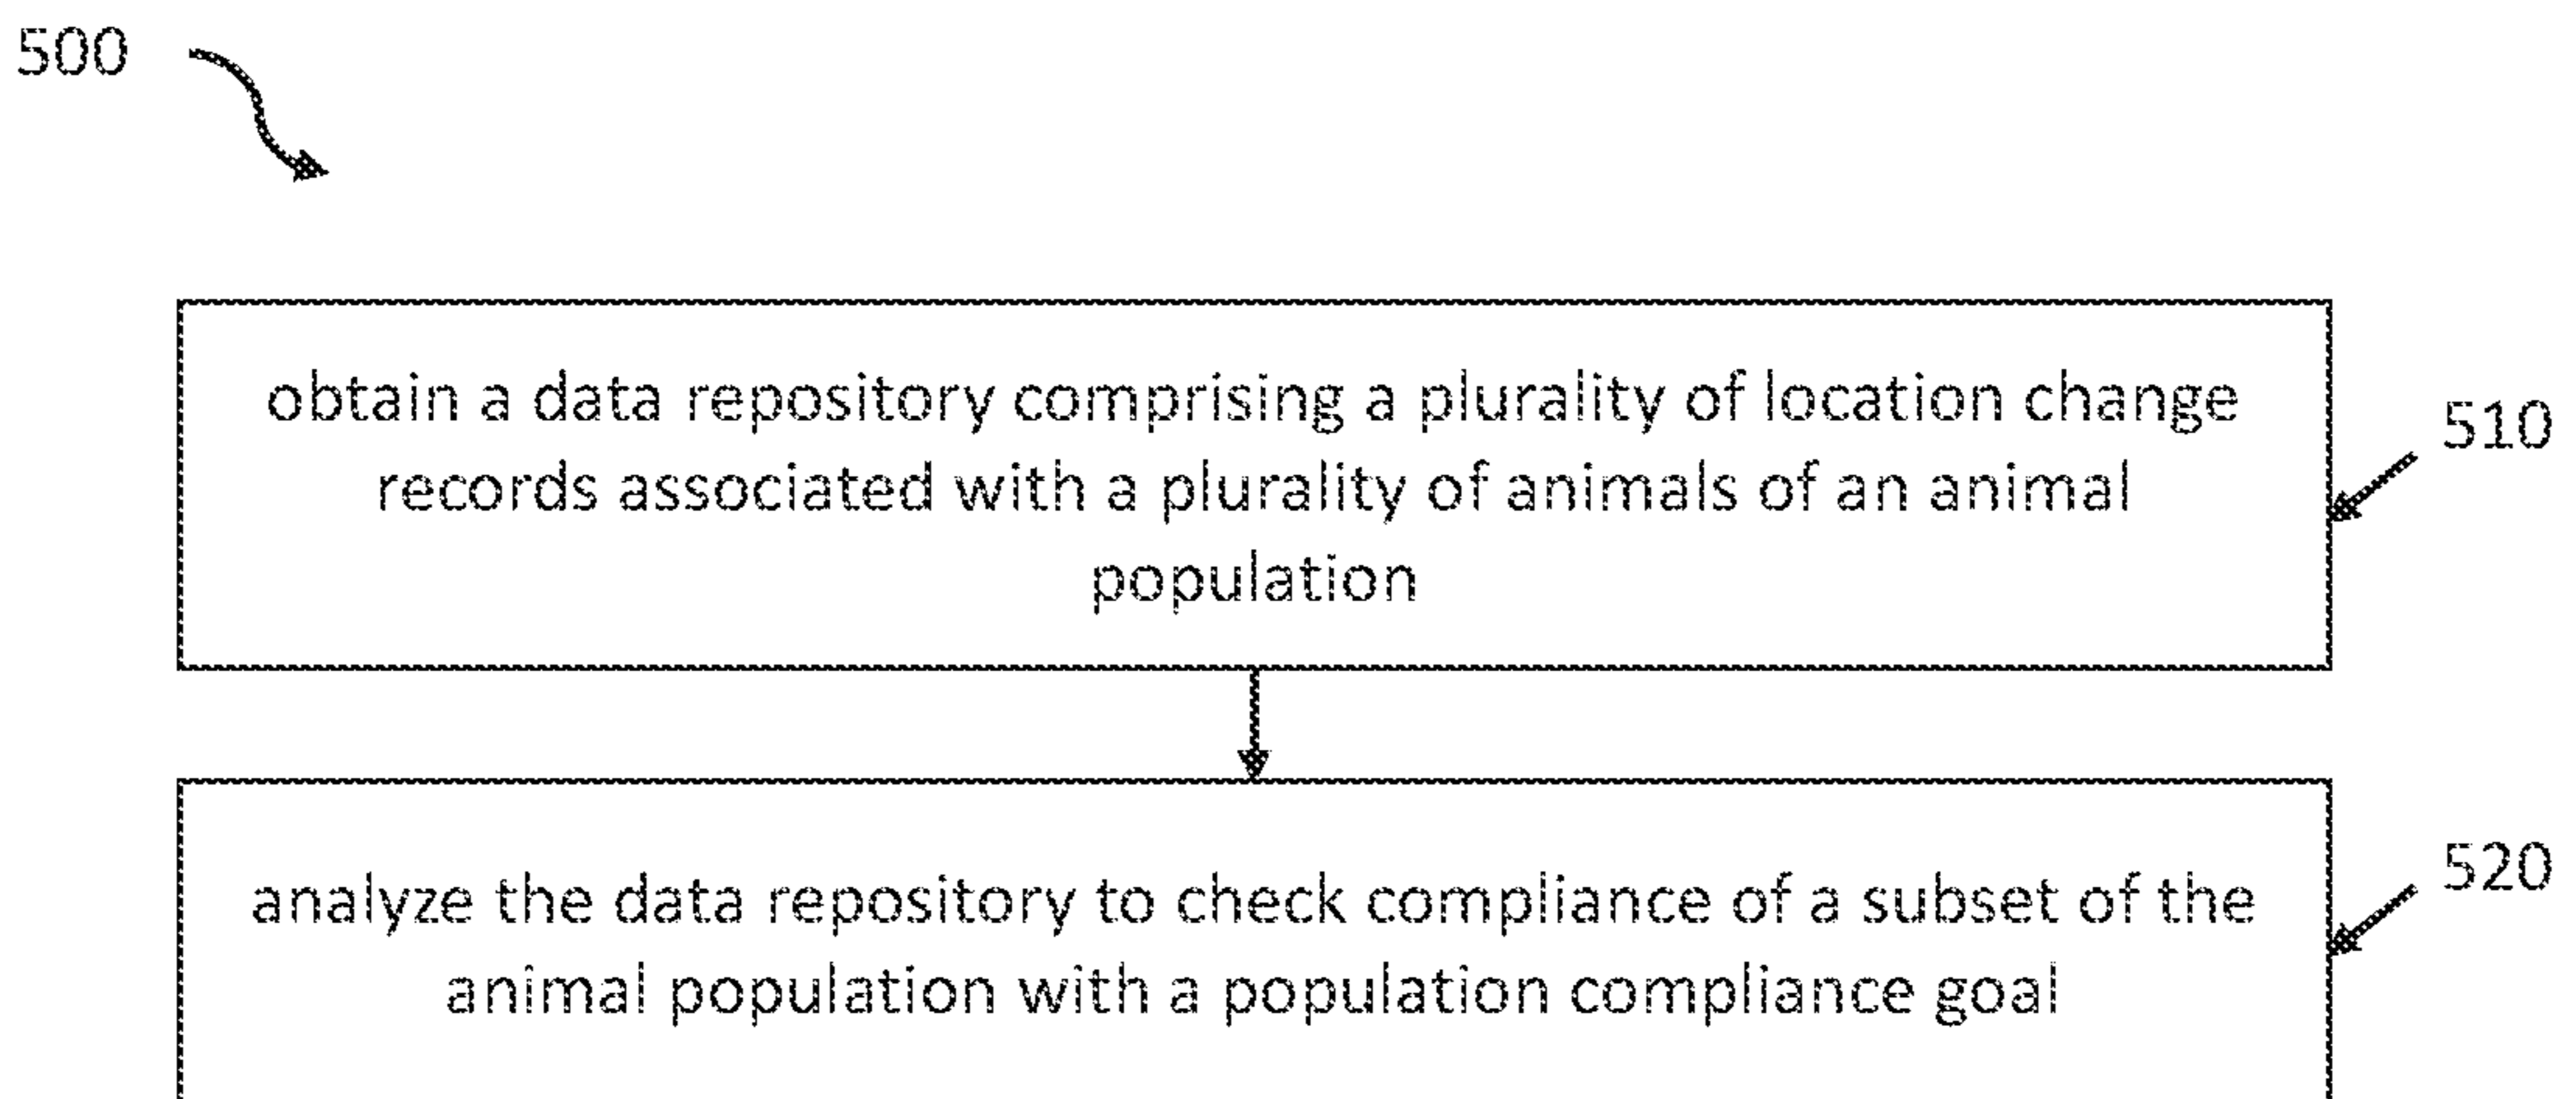 500
obtain a data repository comprising a plurality of location change
records associated with a plurality of animals of an animal
population
510
analyze the data repository to check compliance of a subset of the
animal population with a population compliance goal
520